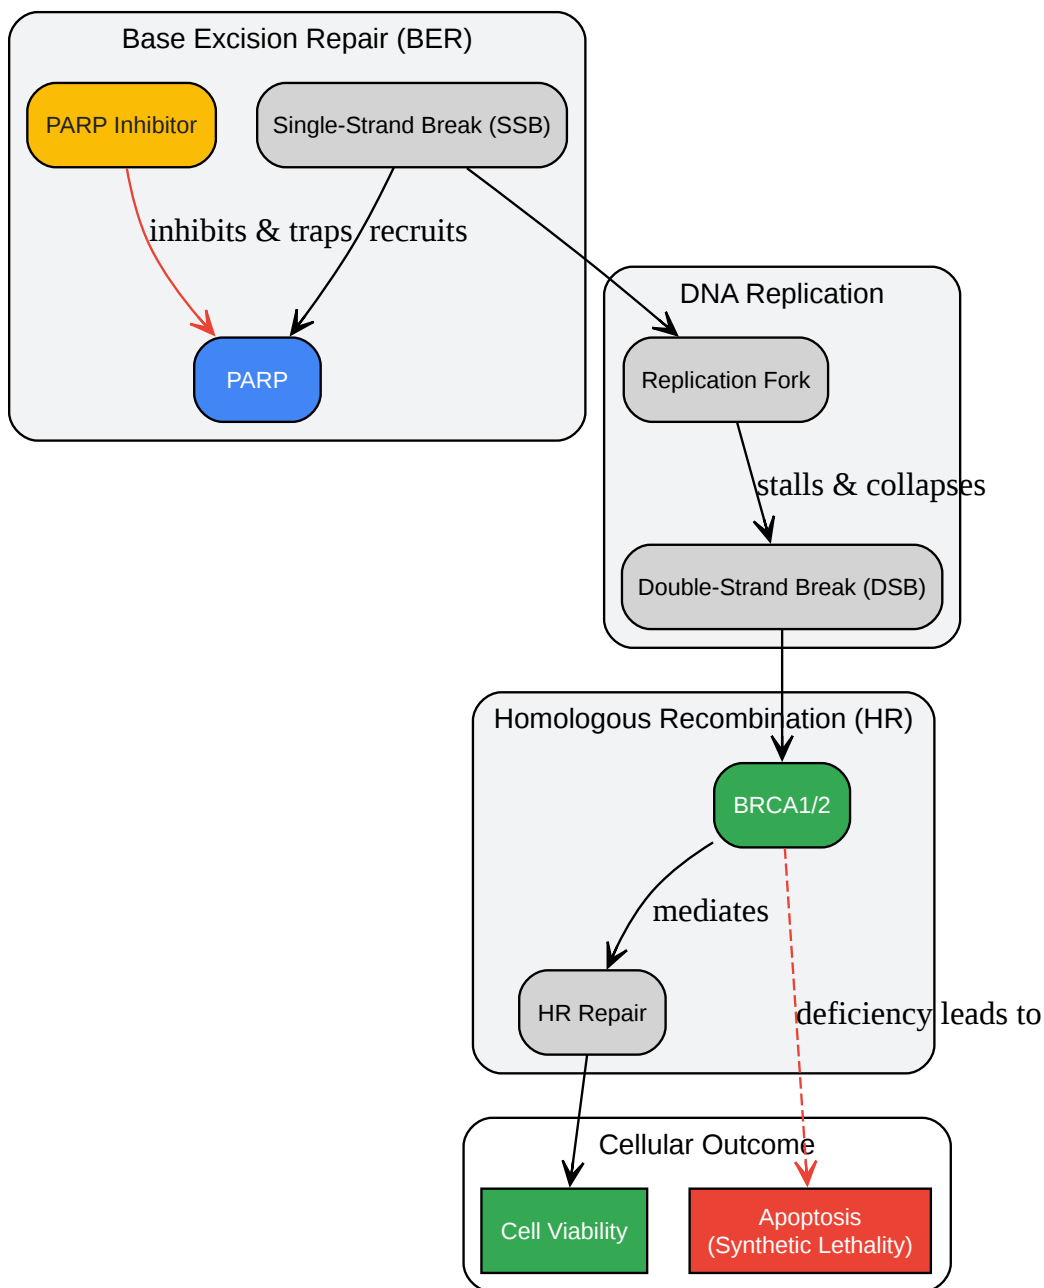 Base Excision Repair (BER)
PARP Inhibitor
Single-Strand Break (SSB)
inhibits & traps
recruits
PARP
DNA Replication
Replication Fork
stalls & collapses
Double-Strand Break (DSB)
Homologous Recombination (HR)
BRCA1/2
mediates
HR Repair
deficiency leads to
Cellular Outcome
Cell Viability
Apoptosis
(Synthetic Lethality)